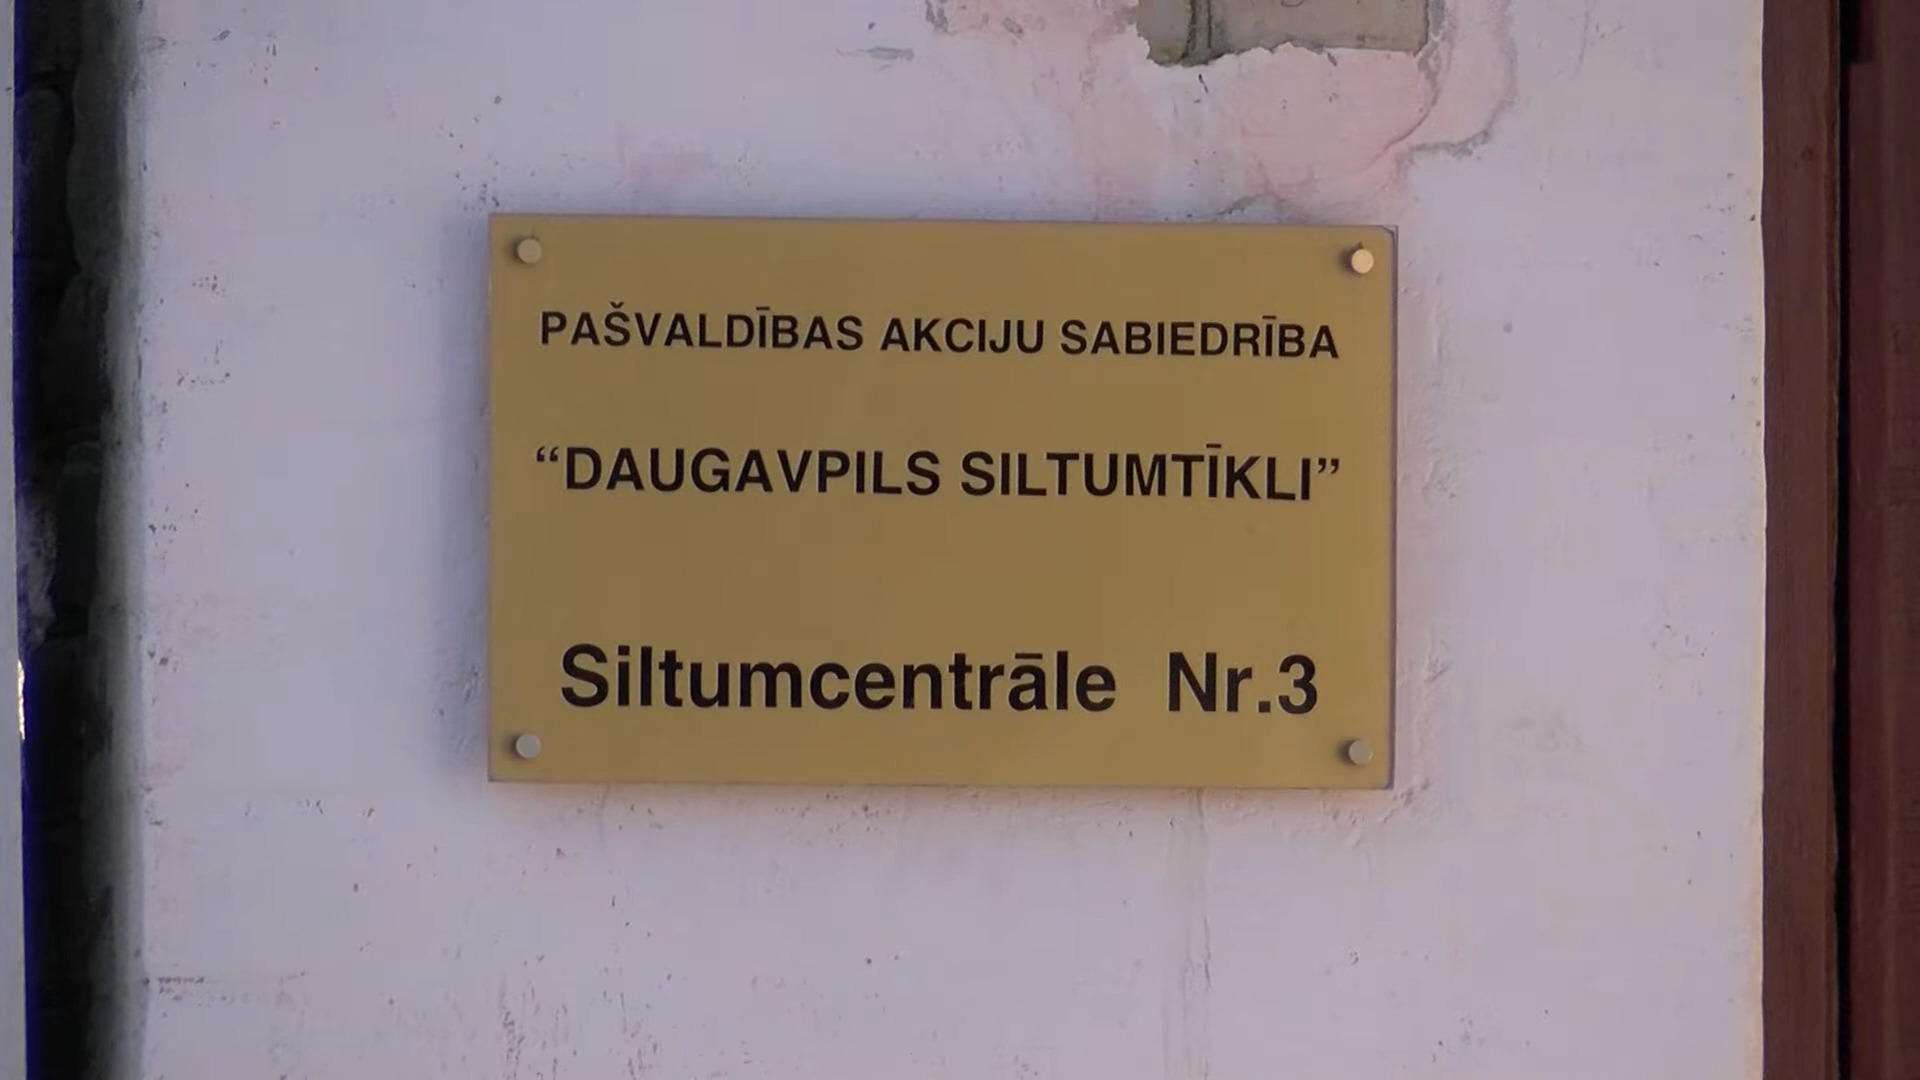 PAŠVALDĪBAS AKCIJU SABIEDRĪBA
“DAUGAVPILS SILTUMTĪKLI”
Siltumcentrāle Nr.3